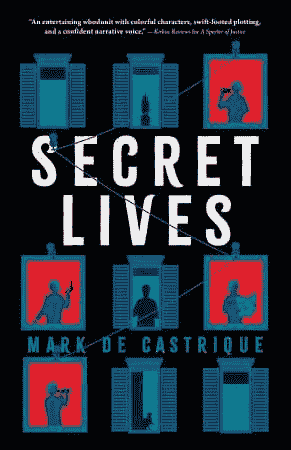 "An entertaining whodunit with colorful characters, swift-footed plotting,
and a confident narrative voice." —Kirkus Reviews for A Specter of Justice
SECRET
LIVES
MARK DE CASTRIQUE